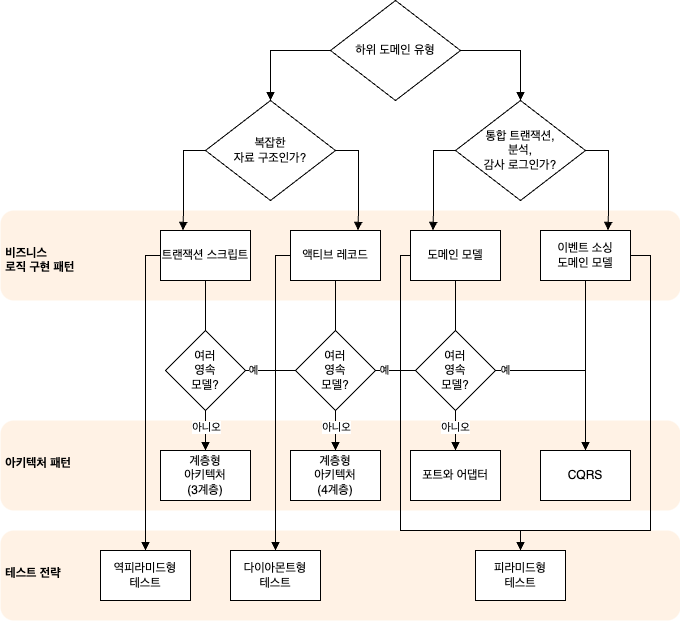 하위 도메인 유형
복잡한
자료 구조인가?
통합 트랜잭션,
분석,
감사 로그인가?
비즈니스
로직 구현 패턴
트랜잭션 스크립트
액티브 레코드
도메인 모델
이벤트 소싱
도메인 모델
여러
영속
모델?
예
여러
영속
모델?
예
여러
영속
모델?
예
아니오
아니오
아니오
아키텍처 패턴
계층형
아키텍처
(3계층)
계층형
아키텍처
(4계층)
포트와 어댑터
CQRS
테스트 전략
역피라미드형
테스트
다이아몬트형
테스트
피라미드형
테스트